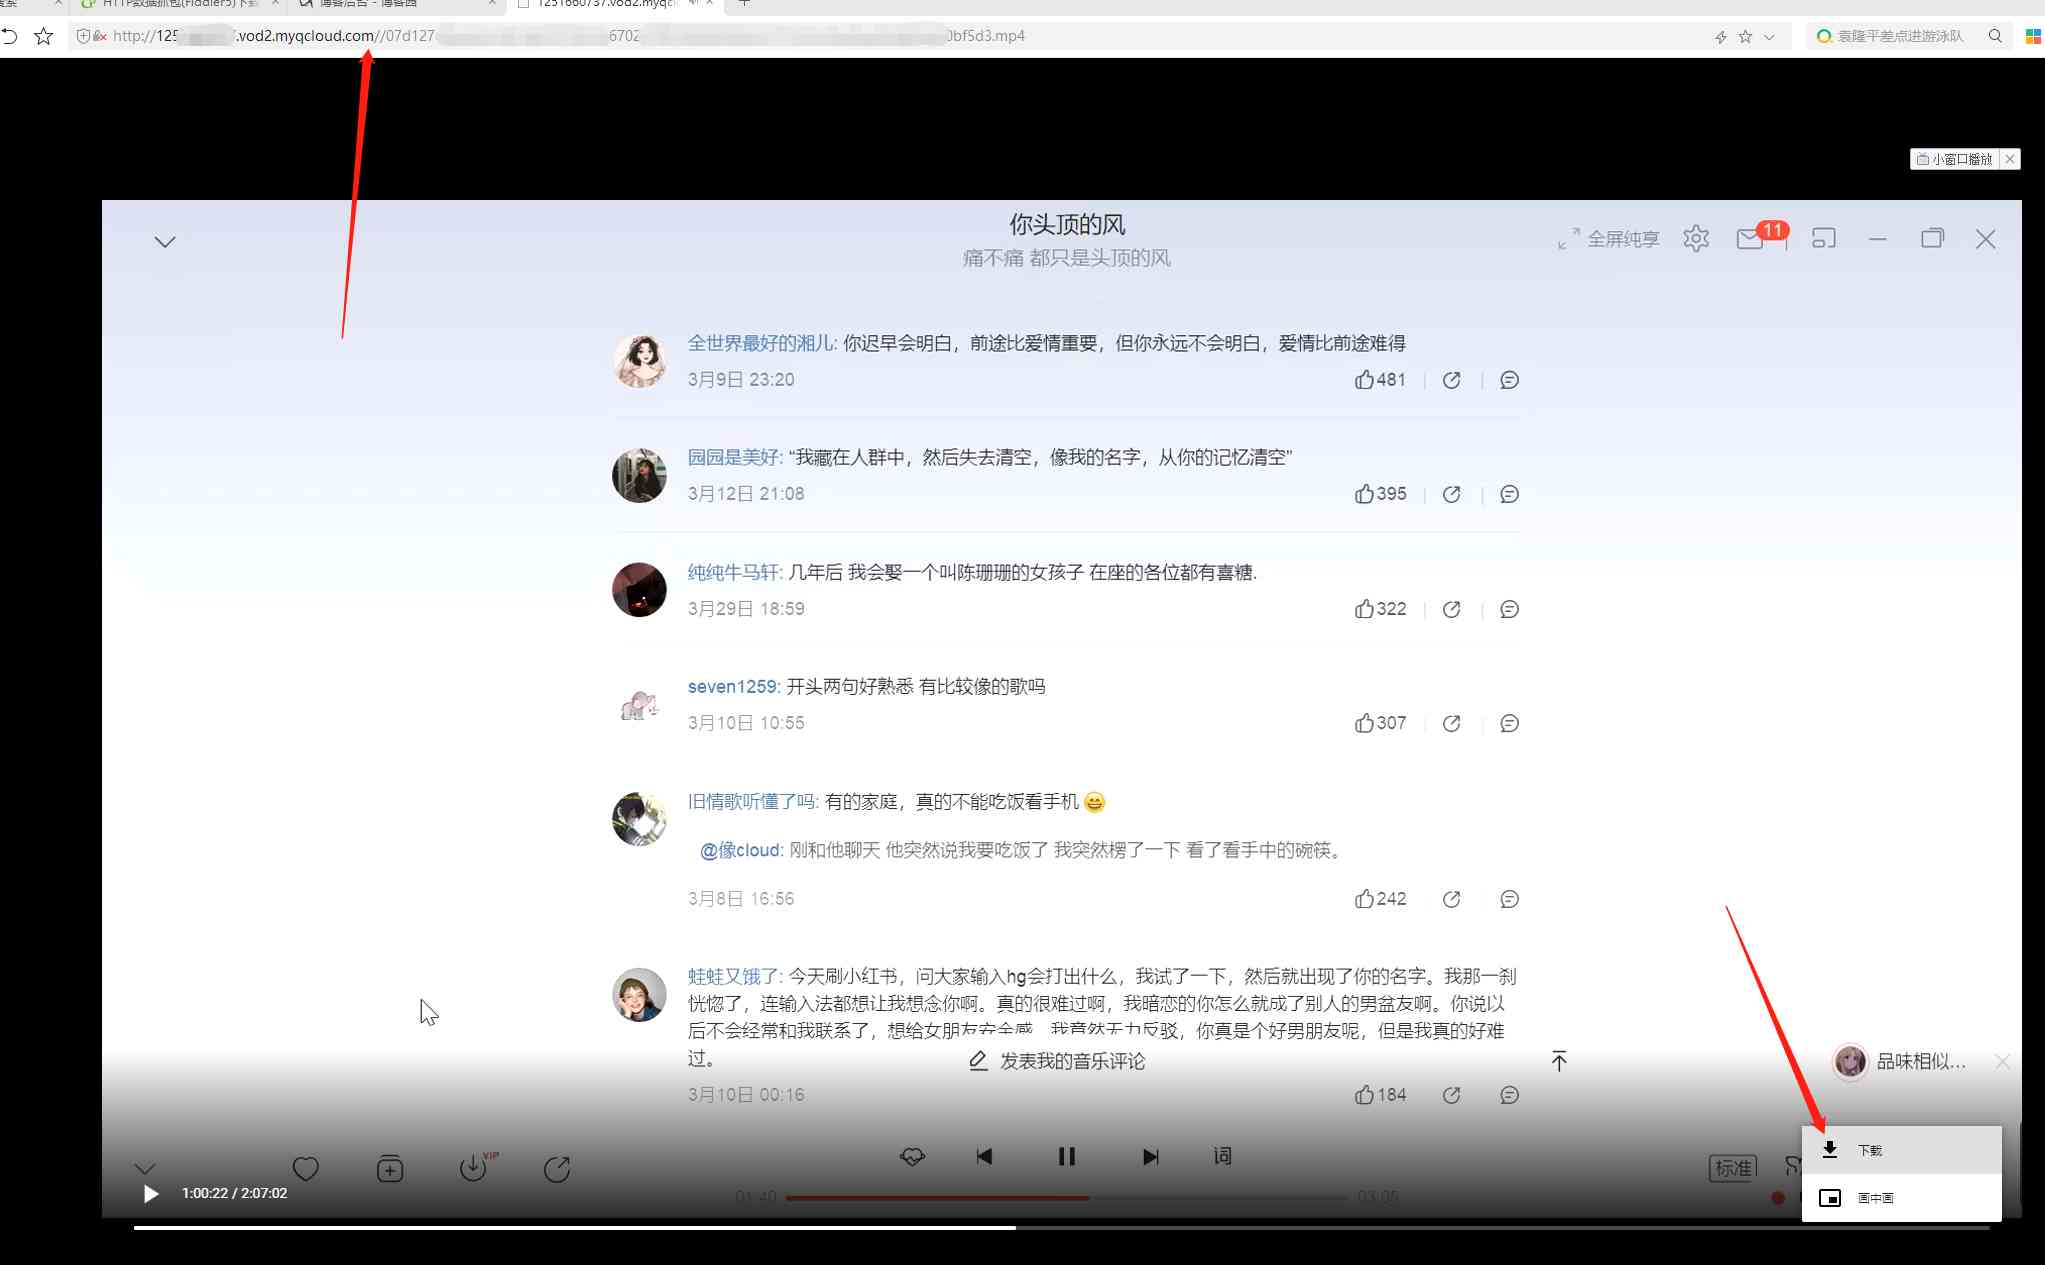 HTTP数据抓包(Fiddler5)下载
博客后台 - 博客园
1251660737.vod2.myqcl
http://125 .vod2.myqcloud.com//07d127 6702 0bf5d3.mp4
袁隆平差点进游泳队
小窗口播放
你头顶的风
痛不痛 都只是头顶的风
全屏纯享
11
全世界最好的湘儿: 你迟早会明白，前途比爱情重要，但你永远不会明白，爱情比前途难得
3月9日 23:20
481
园园是美好: “我藏在人群中，然后失去清空，像我的名字，从你的记忆清空”
3月12日 21:08
395
纯纯牛马轩: 几年后 我会娶一个叫陈珊珊的女孩子 在座的各位都有喜糖.
3月29日 18:59
322
seven1259: 开头两句好熟悉 有比较像的歌吗
3月10日 10:55
307
旧情歌听懂了吗: 有的家庭，真的不能吃饭看手机😄
@像cloud: 刚和他聊天 他突然说我要吃饭了 我突然楞了一下 看了看手中的碗筷。
3月8日 16:56
242
蛙蛙又饿了: 今天刷小红书，问大家输入hg会打出什么，我试了一下，然后就出现了你的名字。我那一刹
恍惚了，连输入法都想让我想念你啊。真的很难过啊，我暗恋的你怎么就成了别人的男盆友啊。你说以
后不会经常和我联系了，想给女朋友安全感，我竟然无力反驳，你真是个好男朋友呢，但是我真的好难
过。
发表我的音乐评论
品味相似...
3月10日 00:16
184
VIP
词
标准
下载
1:00:22 / 2:07:02
01:40
03:05
画中画